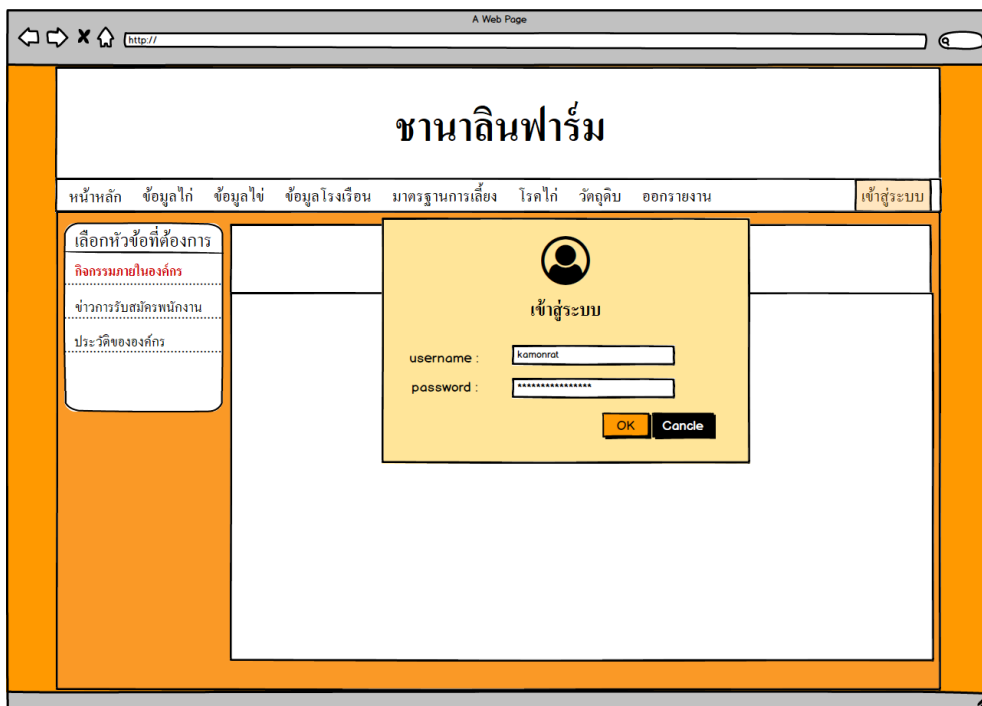 A Web Page
http://
ชานาลินฟาร์ม
หน้าหลัก ข้อมูลไก่ ข้อมูลไข่ ข้อมูลโรงเรือน มาตรฐานการเลี้ยง โรคไก่ วัตถุดิบ ออกรายงาน เข้าสู่ระบบ
เลือกหัวข้อที่ต้องการ
กิจกรรมภายในองค์กร
ข่าวการรับสมัครพนักงาน
ประวัติขององค์กร
เข้าสู่ระบบ
username : kamonrat
password : ****************
OK Cancle